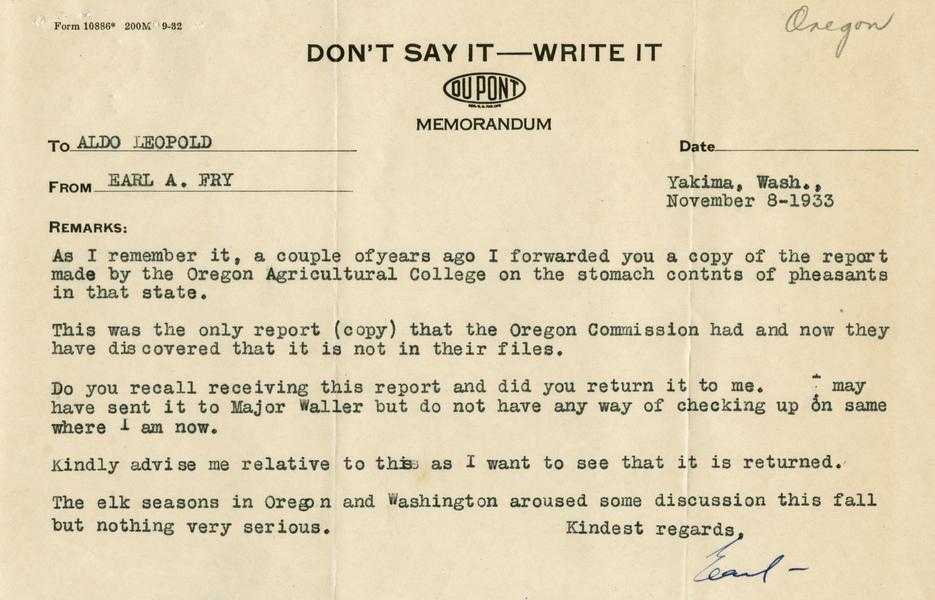 Form 10886* 200M 9-32
Oregon
DON'T SAY IT—WRITE IT
DU PONT
MEMORANDUM
To ALDO LEOPOLD
Date
FROM EARL A. FRY
Yakima, Wash.,
November 8-1933
REMARKS:
As I remember it, a couple ofyears ago I forwarded you a copy of the report
made by the Oregon Agricultural College on the stomach contnts of pheasants
in that state.
This was the only report (copy) that the Oregon Commission had and now they
have dis covered that it is not in their files.
Do you recall receiving this report and did you return it to me. I may
have sent it to Major Waller but do not have any way of checking up on same
where I am now.
Kindly advise me relative to this as I want to see that it is returned.
The elk seasons in Oregon and Washington aroused some discussion this fall
but nothing very serious. Kindest regards,
Earl -